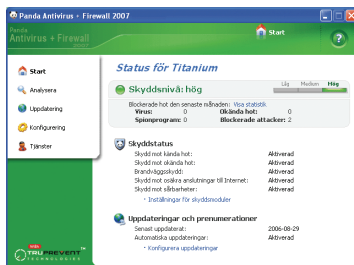 Panda Antivirus + Firewall 2007
Panda
Antivirus + Firewall
2007
Start
?
Start
Analysera
Uppdatering
Konfigurering
Tjänster
Status för Titanium
Skyddsnivå: hög
Låg Medium Hög
Blockerade hot den senaste månaden: Visa statistik
Virus: 0 Okända hot: 0
Spionprogram: 0 Blockerade attacker: 2
Skyddstatus
Skydd mot kända hot: Aktiverad
Skydd mot okända hot: Aktiverad
Brandväggsskydd: Aktiverad
Skydd mot osäkra anslutningar till Internet: Aktiverad
Skydd mot sårbarheter: Aktiverad
Inställningar för skyddsmoduler
Uppdateringar och prenumerationer
Senast uppdaterat: 2006-08-29
Automatiska uppdateringar: Aktiverad
Konfigurera uppdateringar
TRUPREVENT™
TECHNOLOGIES